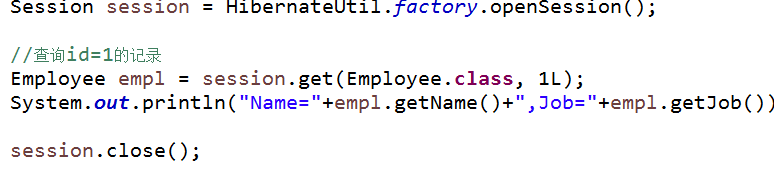 Session session = HibernateUtil.factory.openSession();
//查询id=1的记录
Employee empl = session.get(Employee.class, 1L);
System.out.println("Name="+empl.getName()+",Job="+empl.getJob())
session.close();